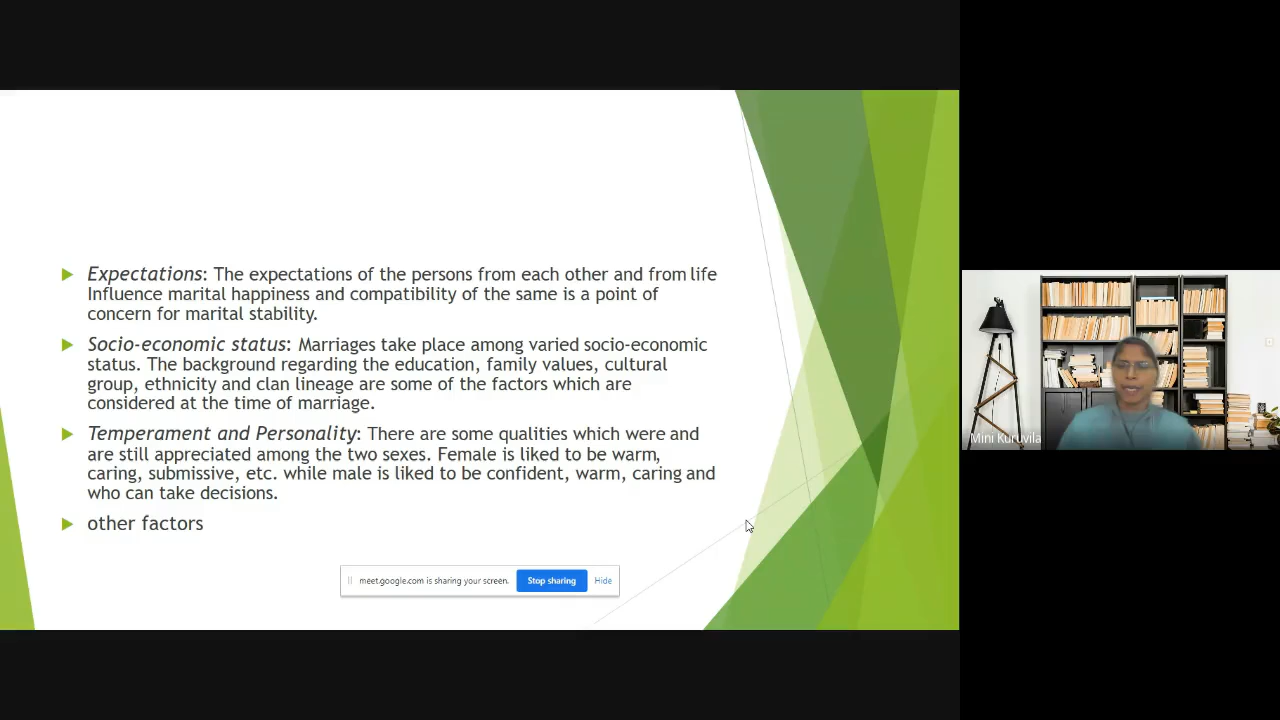 Expectations: The expectations of the persons from each other and from life
Influence marital happiness and compatibility of the same is a point of
concern for marital stability.
Socio-economic status: Marriages take place among varied socio-economic
status. The background regarding the education, family values, cultural
group, ethnicity and clan lineage are some of the factors which are
considered at the time of marriage.
Temperament and Personality: There are some qualities which were and
are still appreciated among the two sexes. Female is liked to be warm,
caring, submissive, etc. while male is liked to be confident, warm, caring and
who can take decisions.
other factors
meet.google.com is sharing your screen. Stop sharing Hide
Mini Kuruvila